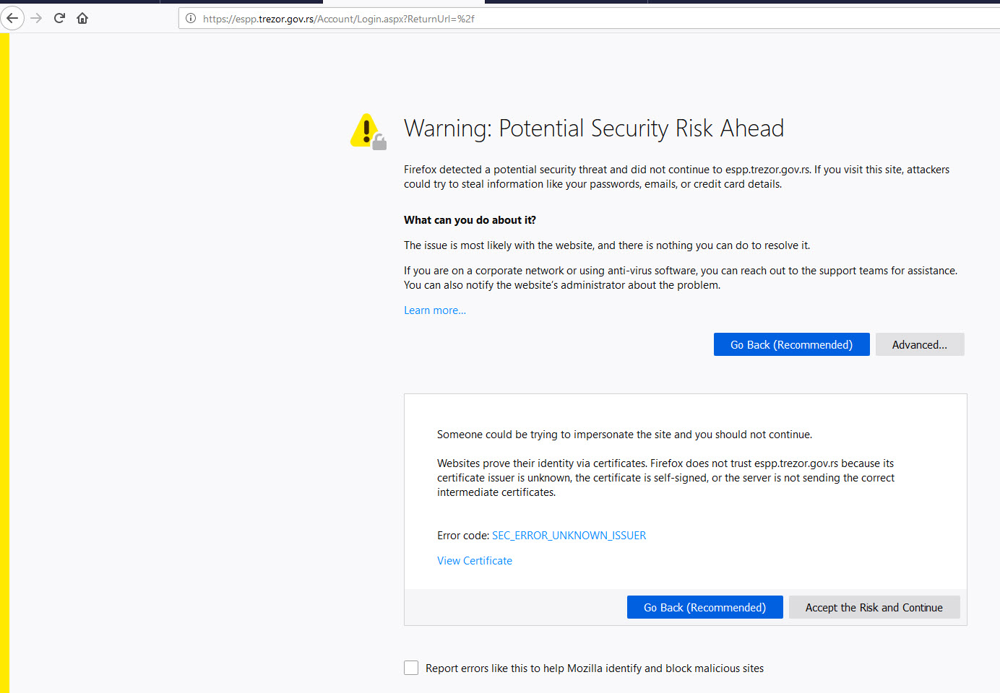 https://espp.trezor.gov.rs/Account/Login.aspx?ReturnUrl=%2f
Warning: Potential Security Risk Ahead
Firefox detected a potential security threat and did not continue to espp.trezor.gov.rs. If you visit this site, attackers
could try to steal information like your passwords, emails, or credit card details.
What can you do about it?
The issue is most likely with the website, and there is nothing you can do to resolve it.
If you are on a corporate network or using anti-virus software, you can reach out to the support teams for assistance.
You can also notify the website’s administrator about the problem.
Learn more...
Go Back (Recommended) Advanced...
Someone could be trying to impersonate the site and you should not continue.
Websites prove their identity via certificates. Firefox does not trust espp.trezor.gov.rs because its
certificate issuer is unknown, the certificate is self-signed, or the server is not sending the correct
intermediate certificates.
Error code: SEC_ERROR_UNKNOWN_ISSUER
View Certificate
Go Back (Recommended) Accept the Risk and Continue
Report errors like this to help Mozilla identify and block malicious sites